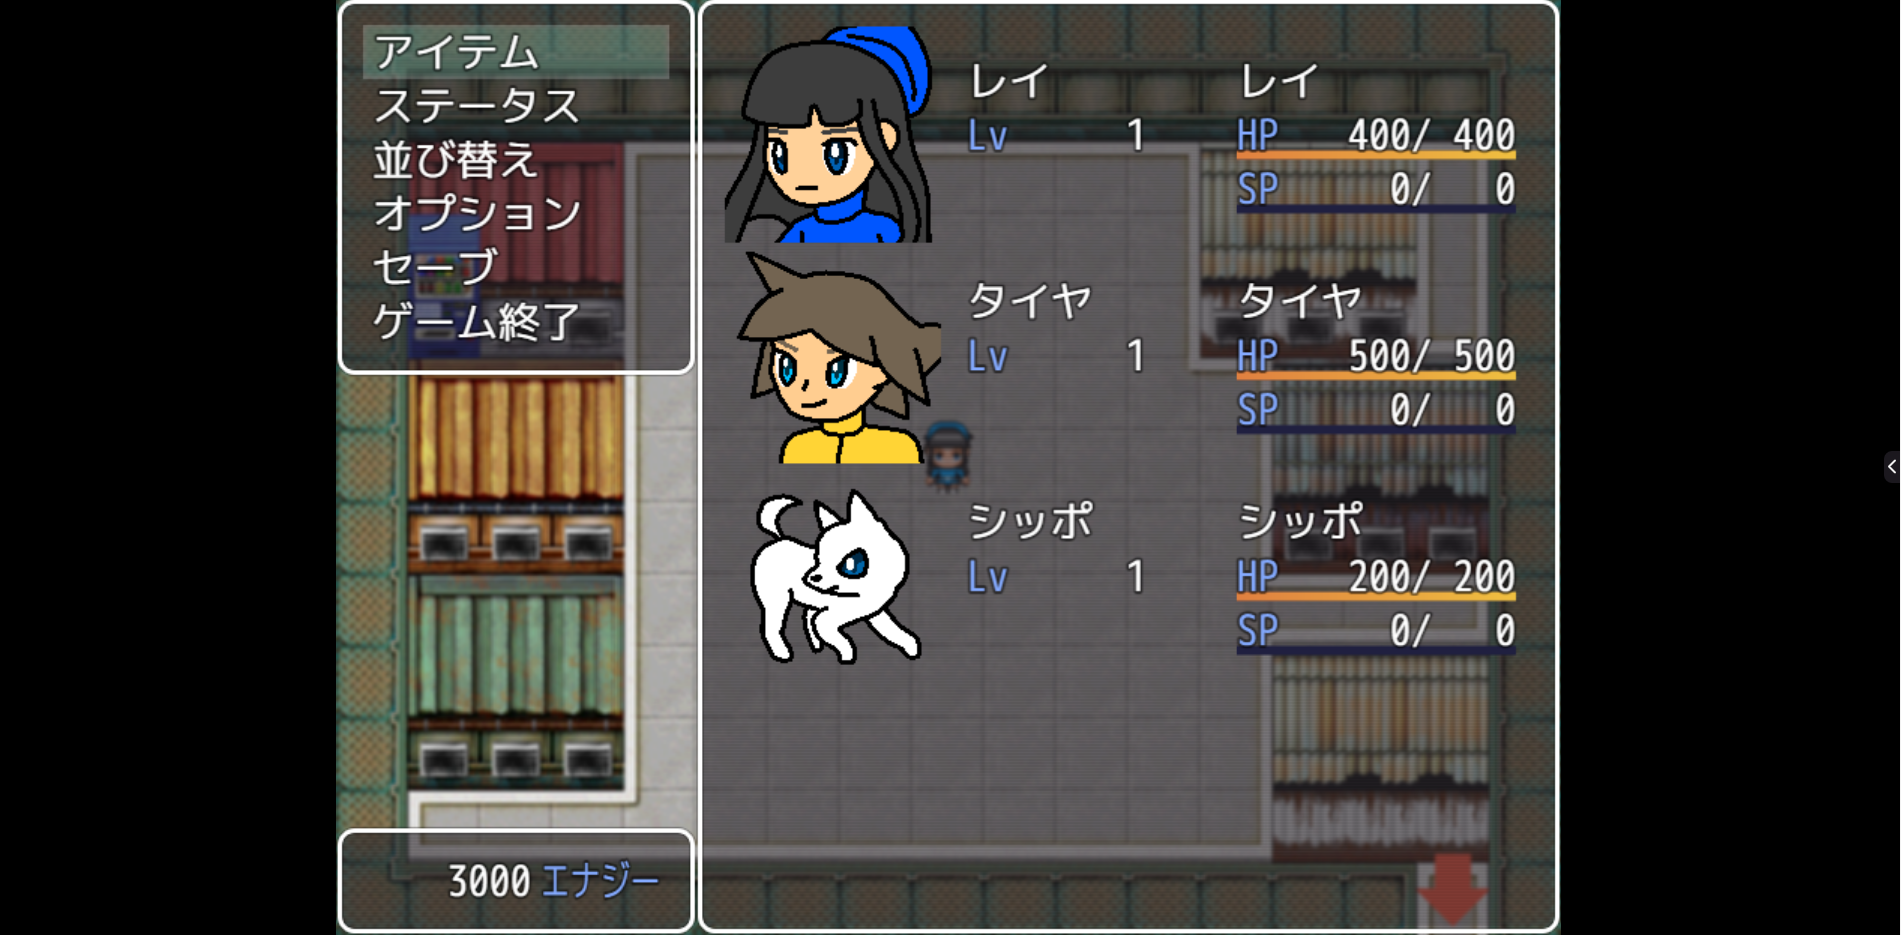 アイテム
ステータス
並び替え
オプション
セーブ
ゲーム終了
レイ
Lv 1
レイ
HP 400/ 400
SP 0/ 0
タイヤ
Lv 1
タイヤ
HP 500/ 500
SP 0/ 0
シッポ
Lv 1
シッポ
HP 200/ 200
SP 0/ 0
3000 エナジー